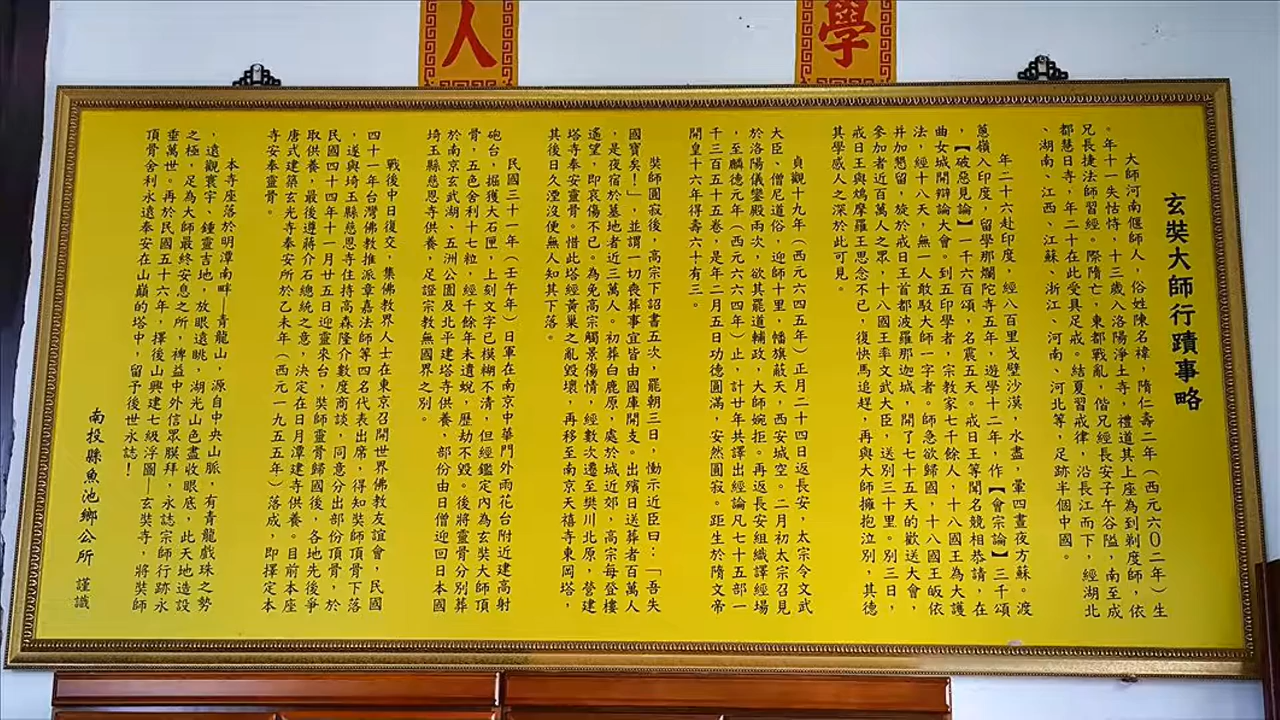 學
人
玄奘大師行蹟事略
大師河南偃師人，俗姓陳名褘，隋仁壽二年（西元六０二年）生
。年十一失怙恃，十三歲入洛陽淨土寺，禮道其上座為到剃度師，依
兄長捷法師習經。際隋亡，東都戰亂，偕兄經長安子午谷隘，南至成
都慧日寺，年二十在此受具足戒。結夏習戒律，沿長江而下，經湖北
、湖南、江西、江蘇、浙江、河南、河北等，足跡半個中國。
年二十六赴印度，經八百里戈壁沙漠，水盡，暈四晝夜方蘇。渡
蔥嶺入印度，留學那爛陀寺五年，遊學十二年，作【會宗論】三千頌
，【破惡見論】一千六百頌，名震五天。戒日王等聞名競相恭請，在
曲女城開辯論大會。到五印學者，宗教家七千餘人，十八國王為大護
法，經十八天，無一人敢駁大師一字者。師急欲歸國，十八國王皈依
并加懇留，旋於戒日王首都波羅那迦城，開了七十五天的歡送大會，
參加者近百萬人之眾，十八國王率文武大臣，送別三十里。別三日，
戒日王與鳩摩羅王思念不已，復快馬追趕，再與大師擁抱泣別，其德
其學感人之深於此可見。
貞觀十九年（西元六四五年）正月二十四日返長安，太宗令文武
大臣、僧尼道俗，迎師十里，幡旗蔽天，西安城空。二月初太宗召見
於洛陽儀鑾殿兩次，欲其罷道輔政，大師婉拒。再返長安組織譯經場
，至麟德元年（西元六六四年）止，計廿年共譯出經論凡七十五部一
千三百五十五卷，是年二月五日功德圓滿，安然圓寂。距生於隋文帝
開皇十六年得壽六十有三。
奘師圓寂後，高宗下詔書五次，罷朝三日，慟示近臣曰：「吾失
國寶矣！」，並謂一切喪葬事宜皆由國庫開支。出殯日送葬者百萬人
，是夜宿於墓地者近三萬人。初葬白鹿原，處於城近郊，高宗每登樓
遙望，即哀傷不已。為免高宗觸景傷情，經數次遷至樊川北原，營建
塔寺奉安靈骨。惜此塔經黃巢之亂毀壞，再移至南京天禧寺東岡塔，
其後日久湮沒便無人知其下落。
民國三十一年（壬午年）日軍在南京中華門外雨花台附近建高射
砲台，掘獲大石匣，上刻文字已模糊不清，但經鑑定內為玄奘大師頂
骨，五色舍利十七粒，經千餘年未遺蛻，歷劫不毀。後將靈骨分別葬
於南京玄武湖、五洲公園及北平建塔寺供養，部份由日僧迎回日本國
埼玉縣慈恩寺供養，足證宗教無國界之別。
戰後中日復交，集佛教界人士在東京召開世界佛教友誼會，民國
四十一年台灣佛教推派章嘉法師等四名代表出席，得知奘師頂骨下落
，遂與埼玉縣慈恩寺住持高森隆介數度商談，同意分出部份頂骨，於
民國四十四年十一月廿五日迎靈來台，奘師靈骨歸國後，各地先後爭
取供養，最後遵蔣介石總統之意，決定在日月潭建寺供養。目前本座
唐式建築，玄光寺奉安所於乙未年（西元一九五五年）落成，即擇定本
寺安奉靈骨。
本寺座落於明潭南畔——青龍山，源自中央山脈，有青龍戲珠之勢
，遠觀寰宇、鍾靈吉地，放眼遠眺，湖光山色盡收眼底，此天地造設
之極，足為大師最終安息之所，裨益中外信眾膜拜，永誌宗師行跡永
垂萬世。再於民國五十六年，擇後山興建七級浮圖——玄奘寺，將奘師
頂骨舍利永遠奉安在山巔的塔中，留予後世永誌！
南投縣魚池鄉公所 謹識